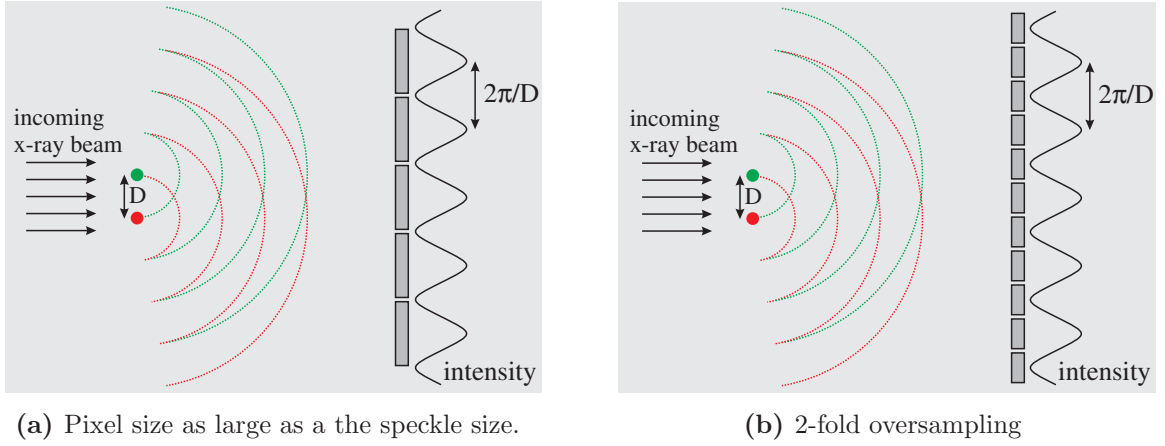 incoming
x-ray beam
D
2π/D
intensity
(a) Pixel size as large as a the speckle size.
incoming
x-ray beam
D
2π/D
intensity
(b) 2-fold oversampling